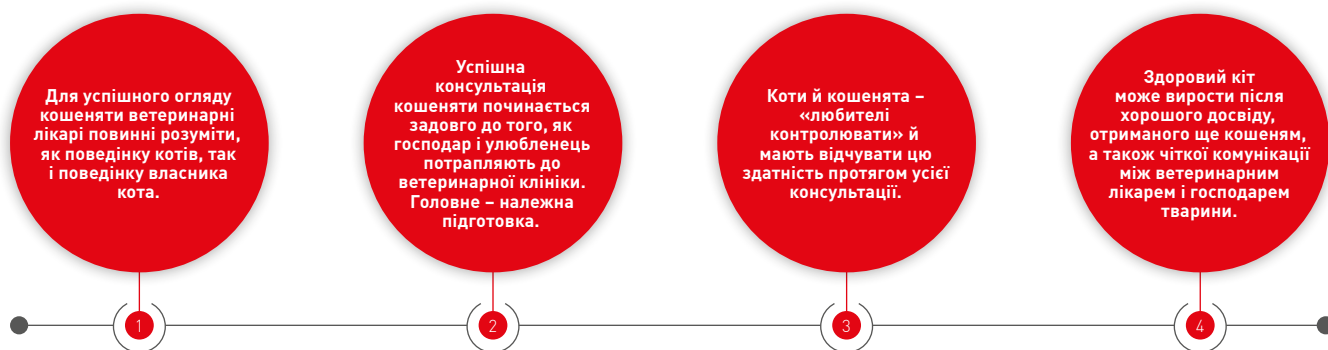 Для успішного огляду
кошеняти ветеринарні
лікарі повинні розуміти,
як поведінку котів, так
і поведінку власника
кота.
Успішна
консультація
кошеняти починається
задовго до того, як
господар і улюбленець
потрапляють до
ветеринарної клініки.
Головне – належна
підготовка.
Коти й кошенята –
«любителі
контролювати» й
мають відчувати цю
здатність протягом усієї
консультації.
Здоровий кіт
може вирости після
хорошого досвіду,
отриманого ще кошеням,
а також чіткої комунікації
між ветеринарним
лікарем і господарем
тварини.
1
2
3
4